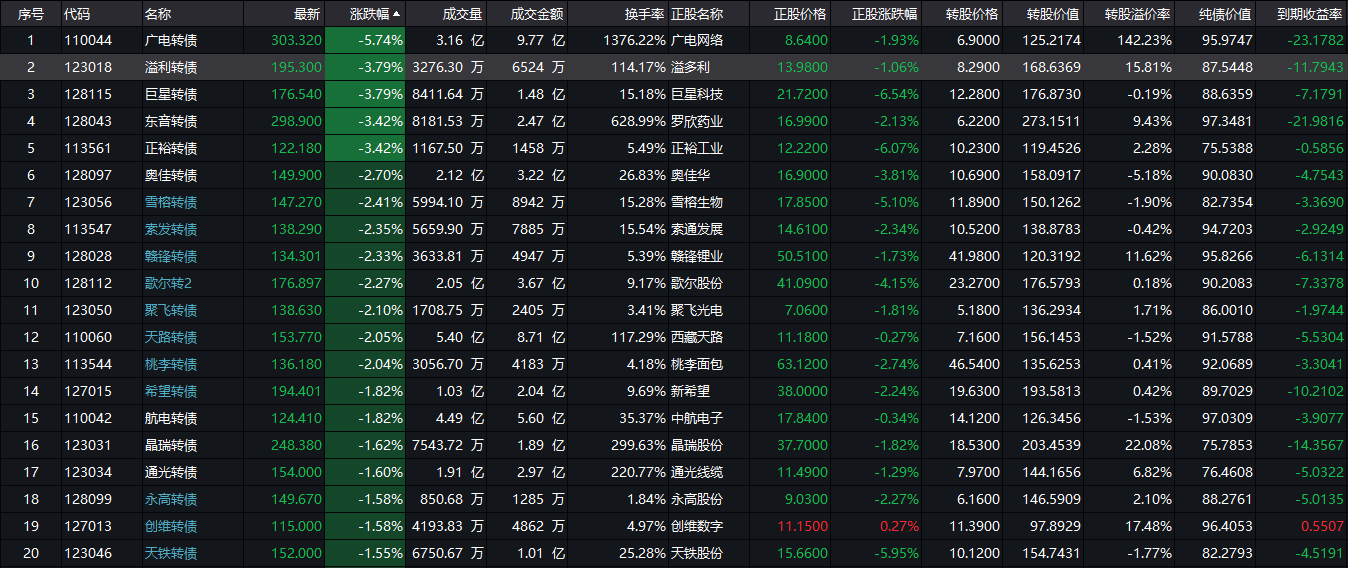 序号 代码 名称 最新 涨跌幅▲ 成交量 成交金额 换手率 正股名称 正股价格 正股涨跌幅 转股价格 转股价值 转股溢价率 纯债价值 到期收益率
1 110044 广电转债 303.320 -5.74% 3.16 亿 9.77 亿 1376.22% 广电网络 8.6400 -1.93% 6.9000 125.2174 142.23% 95.9747 -23.1782
2 123018 溢利转债 195.300 -3.79% 3276.30 万 6524 万 114.17% 溢多利 13.9800 -1.06% 8.2900 168.6369 15.81% 87.5448 -11.7943
3 128115 巨星转债 176.540 -3.79% 8411.64 万 1.48 亿 15.18% 巨星科技 21.7200 -6.54% 12.2800 176.8730 -0.19% 88.6359 -7.1791
4 128043 东音转债 298.900 -3.42% 8181.53 万 2.47 亿 628.99% 罗欣药业 16.9900 -2.13% 6.2200 273.1511 9.43% 97.3481 -21.9816
5 113561 正裕转债 122.180 -3.42% 1167.50 万 1458 万 5.49% 正裕工业 12.2200 -6.07% 10.2300 119.4526 2.28% 75.5388 -0.5856
6 128097 奥佳转债 149.900 -2.70% 2.12 亿 3.22 亿 26.83% 奥佳华 16.9000 -3.81% 10.6900 158.0917 -5.18% 90.0830 -4.7543
7 123056 雪榕转债 147.270 -2.41% 5994.10 万 8942 万 15.28% 雪榕生物 17.8500 -5.10% 11.8900 150.1262 -1.90% 82.7354 -3.3690
8 113547 索发转债 138.290 -2.35% 5659.90 万 7885 万 15.54% 索通发展 14.6100 -2.34% 10.5200 138.8783 -0.42% 94.7203 -2.9249
9 128028 赣锋转债 134.301 -2.33% 3633.81 万 4947 万 5.39% 赣锋锂业 50.5100 -1.73% 41.9800 120.3192 11.62% 95.8266 -6.1314
10 128112 歌尔转2 176.897 -2.27% 2.05 亿 3.67 亿 9.17% 歌尔股份 41.0900 -4.15% 23.2700 176.5793 0.18% 90.2083 -7.3378
11 123050 聚飞转债 138.630 -2.10% 1708.75 万 2405 万 3.41% 聚飞光电 7.0600 -1.81% 5.1800 136.2934 1.71% 86.0010 -1.9744
12 110060 天路转债 153.770 -2.05% 5.40 亿 8.71 亿 117.29% 西藏天路 11.1800 -0.27% 7.1600 156.1453 -1.52% 91.5788 -5.5304
13 113544 桃李转债 136.180 -2.04% 3056.70 万 4183 万 4.18% 桃李面包 63.1200 -2.74% 46.5400 135.6253 0.41% 92.0689 -3.3041
14 127015 希望转债 194.401 -1.82% 1.03 亿 2.04 亿 9.69% 新希望 38.0000 -2.24% 19.6300 193.5813 0.42% 89.7029 -10.2102
15 110042 航电转债 124.410 -1.82% 4.49 亿 5.60 亿 35.37% 中航电子 17.8400 -0.34% 14.1200 126.3456 -1.53% 97.0309 -3.9077
16 123031 晶瑞转债 248.380 -1.62% 7543.72 万 1.89 亿 299.63% 晶瑞股份 37.7000 -1.82% 18.5300 203.4539 22.08% 75.7853 -14.3567
17 123034 通光转债 154.000 -1.60% 1.91 亿 2.97 亿 220.77% 通光线缆 11.4900 -1.29% 7.9700 144.1656 6.82% 76.4608 -5.0322
18 128099 永高转债 149.670 -1.58% 850.68 万 1285 万 1.84% 永高股份 9.0300 -2.27% 6.1600 146.5909 2.10% 88.2761 -5.0135
19 127013 创维转债 115.000 -1.58% 4193.83 万 4862 万 4.97% 创维数字 11.1500 0.27% 11.3900 97.8929 17.48% 96.4053 0.5507
20 123046 天铁转债 152.000 -1.55% 6750.67 万 1.01 亿 25.28% 天铁股份 15.6600 -5.95% 10.1200 154.7431 -1.77% 82.2793 -4.5191